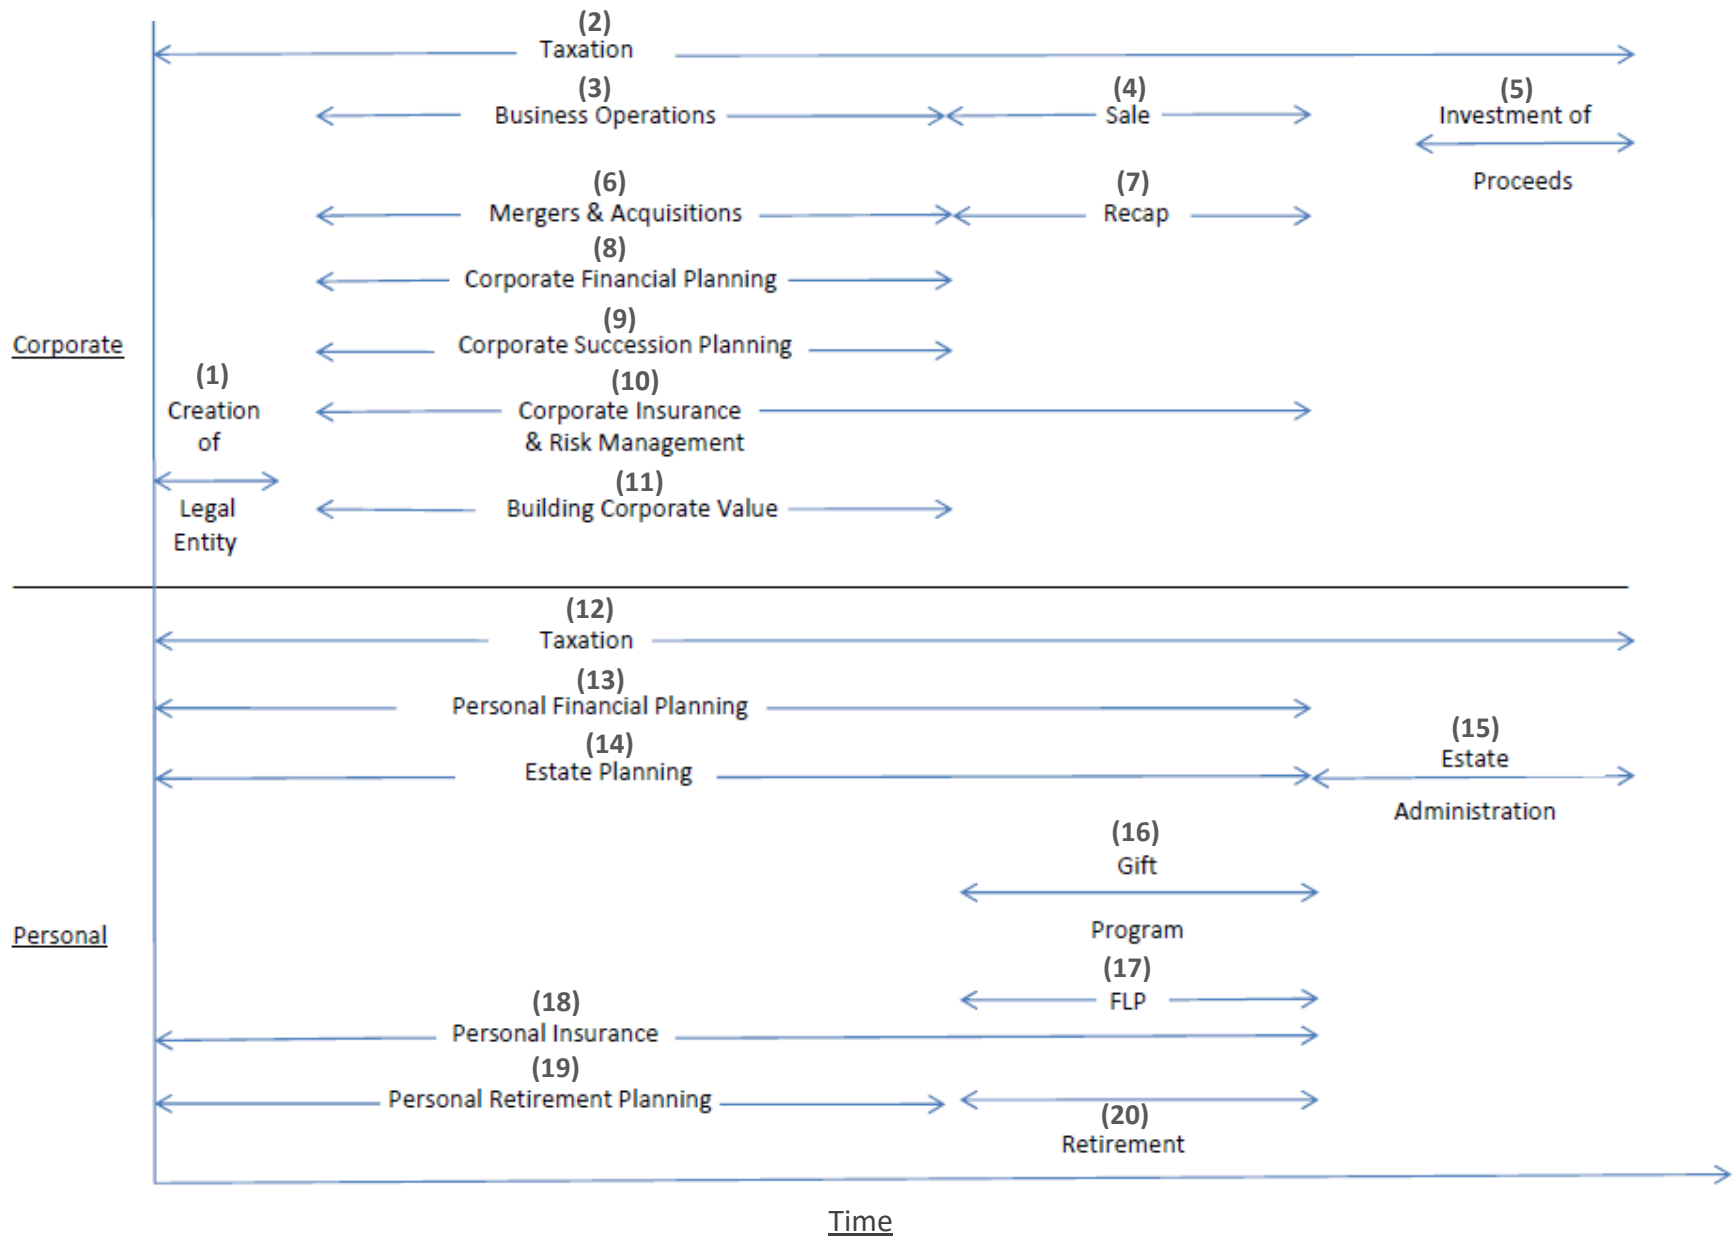 (2)
Taxation
(3) (4) (5)
Business Operations Sale Investment of
Proceeds
(6) (7)
Mergers & Acquisitions Recap
(8)
Corporate Financial Planning
(9)
Corporate Corporate Succession Planning
(1) (10)
Creation Corporate Insurance
of & Risk Management
(11)
Legal Building Corporate Value
Entity
(12)
Taxation
(13)
Personal Financial Planning
(14) (15)
Estate Planning Estate
Administration
(16)
Gift
Personal Program
(17)
FLP
(18)
Personal Insurance
(19)
Personal Retirement Planning
(20)
Retirement
Time